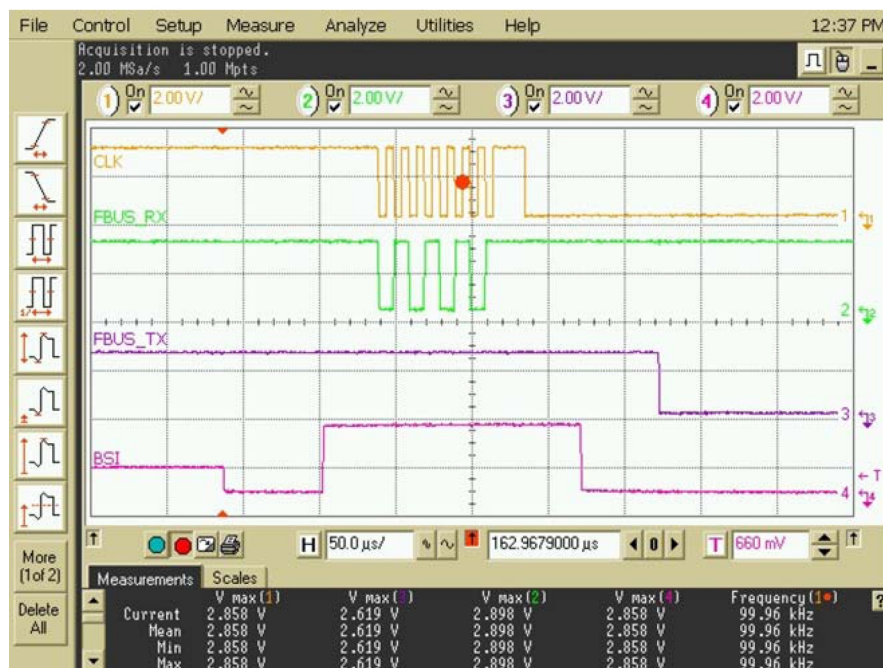 File Control Setup Measure Analyze Utilities Help 12:37 PM
Acquisition is stopped.
2.00 MSa/s 1.00 Mpts
1 On 2.00 V/ 2 On 2.00 V/ 3 On 2.00 V/ 4 On 2.00 V/
CLK
FBUS_RX
1
2
FBUS_TX
3
BSI
T
4
More
(1of 2)
Delete
All
H 50.0 µs/ 162.9679000 µs 0 T 660 mV
Measurements Scales
V max(1) V max(3) V max(2) V max(4) Frequency(1)
Current 2.858 V 2.619 V 2.898 V 2.858 V 99.96 kHz
Mean 2.858 V 2.619 V 2.898 V 2.858 V 99.96 kHz
Min 2.858 V 2.619 V 2.898 V 2.858 V 99.96 kHz
Max 2.858 V 2.619 V 2.898 V 2.858 V 99.96 kHz